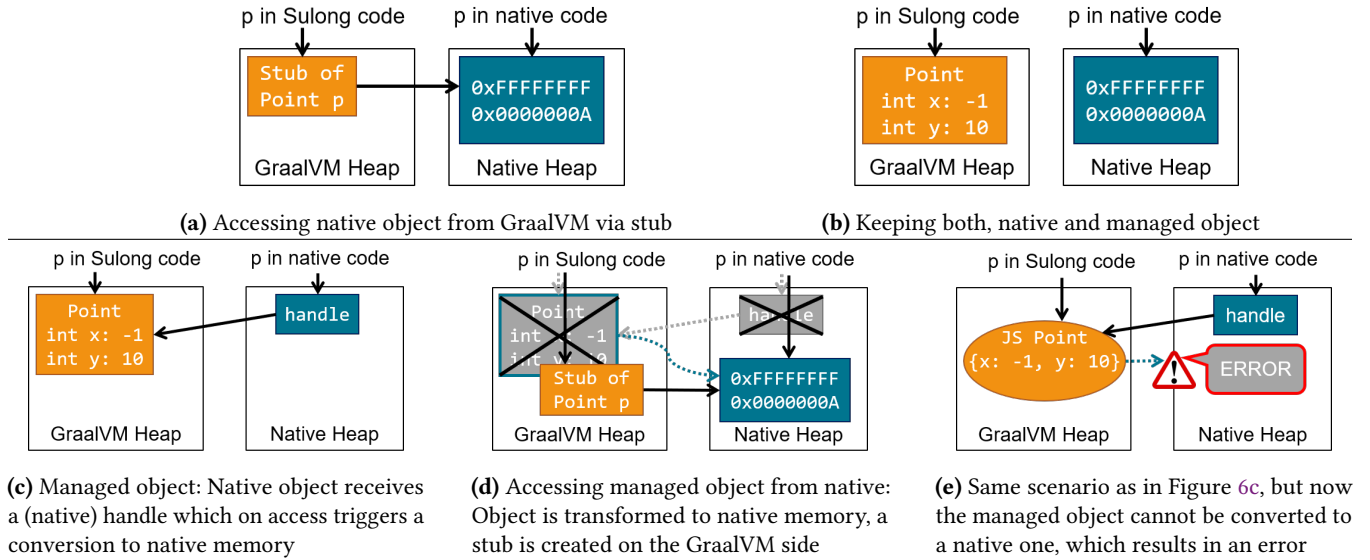 p in Sulong code
p in native code
Stub of
Point p
0xFFFFFFFF
0x0000000A
GraalVM Heap
Native Heap
(a) Accessing native object from GraalVM via stub
p in Sulong code
p in native code
Point
int x: -1
int y: 10
0xFFFFFFFF
0x0000000A
GraalVM Heap
Native Heap
(b) Keeping both, native and managed object
p in Sulong code
p in native code
Point
int x: -1
int y: 10
handle
GraalVM Heap
Native Heap
(c) Managed object: Native object receives
a (native) handle which on access triggers a
conversion to native memory
p in Sulong code
p in native code
Point
int x: -1
int y: 10
handle
Stub of
Point p
0xFFFFFFFF
0x0000000A
GraalVM Heap
Native Heap
(d) Accessing managed object from native:
Object is transformed to native memory, a
stub is created on the GraalVM side
p in Sulong code
p in native code
handle
JS Point
{x: -1, y: 10}
!
ERROR
GraalVM Heap
Native Heap
(e) Same scenario as in Figure 6c, but now
the managed object cannot be converted to
a native one, which results in an error